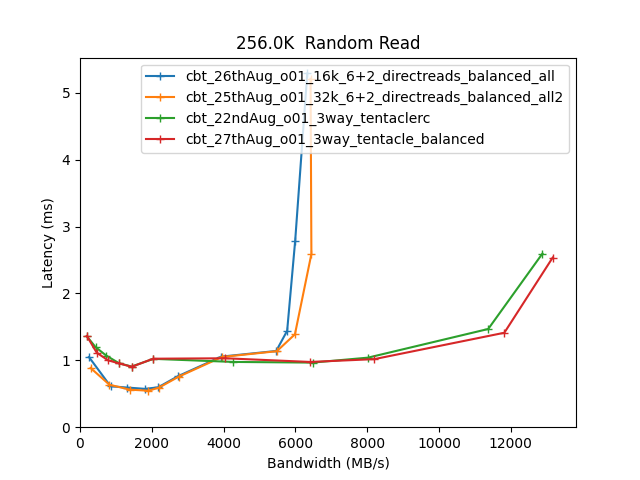 256.0K  Random Read
cbt_26thAug_o01_16k_6+2_directreads_balanced_all
cbt_25thAug_o01_32k_6+2_directreads_balanced_all2
cbt_22ndAug_o01_3way_tentaclerc
cbt_27thAug_o01_3way_tentacle_balanced
Latency (ms)
5
4
3
2
1
0
0 2000 4000 6000 8000 10000 12000
Bandwidth (MB/s)